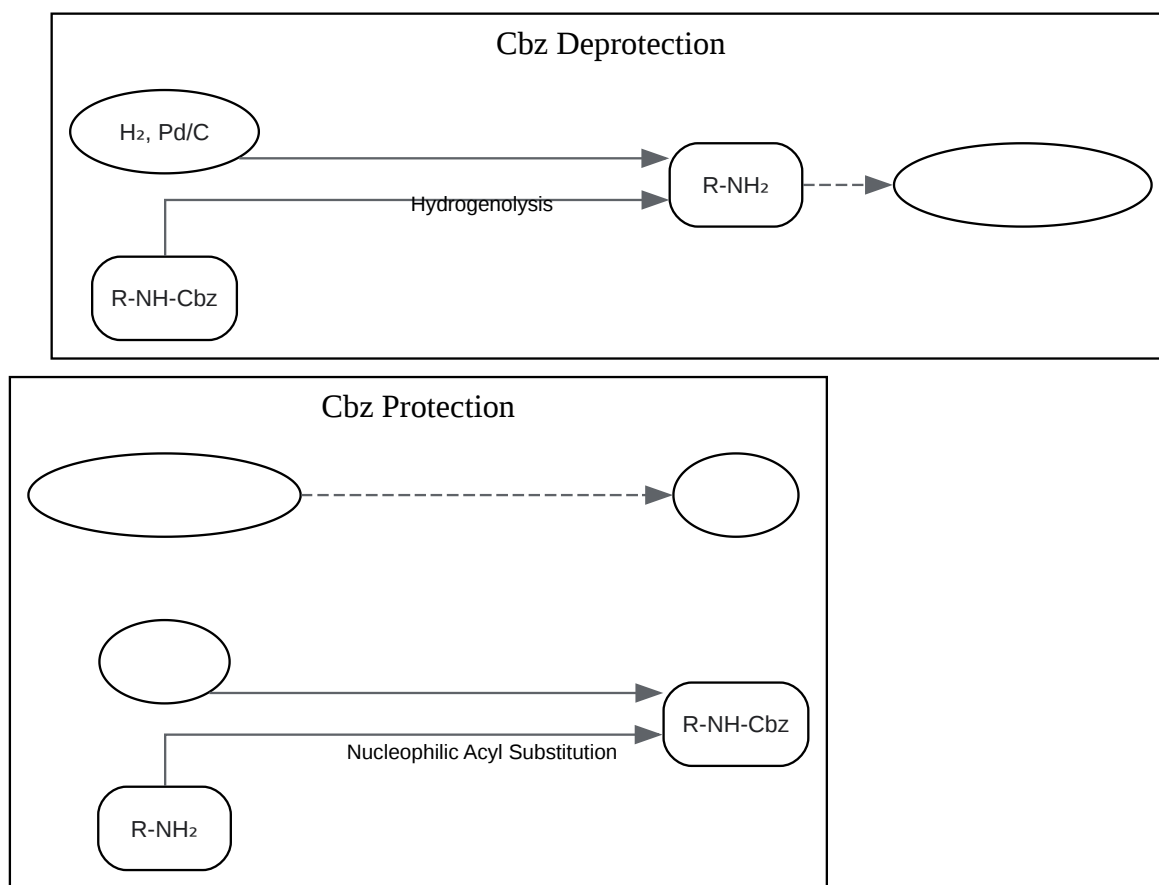 Cbz Deprotection
H₂, Pd/C
R-NH₂
Hydrogenolysis
R-NH-Cbz
Cbz Protection
R-NH-Cbz
Nucleophilic Acyl Substitution
R-NH₂